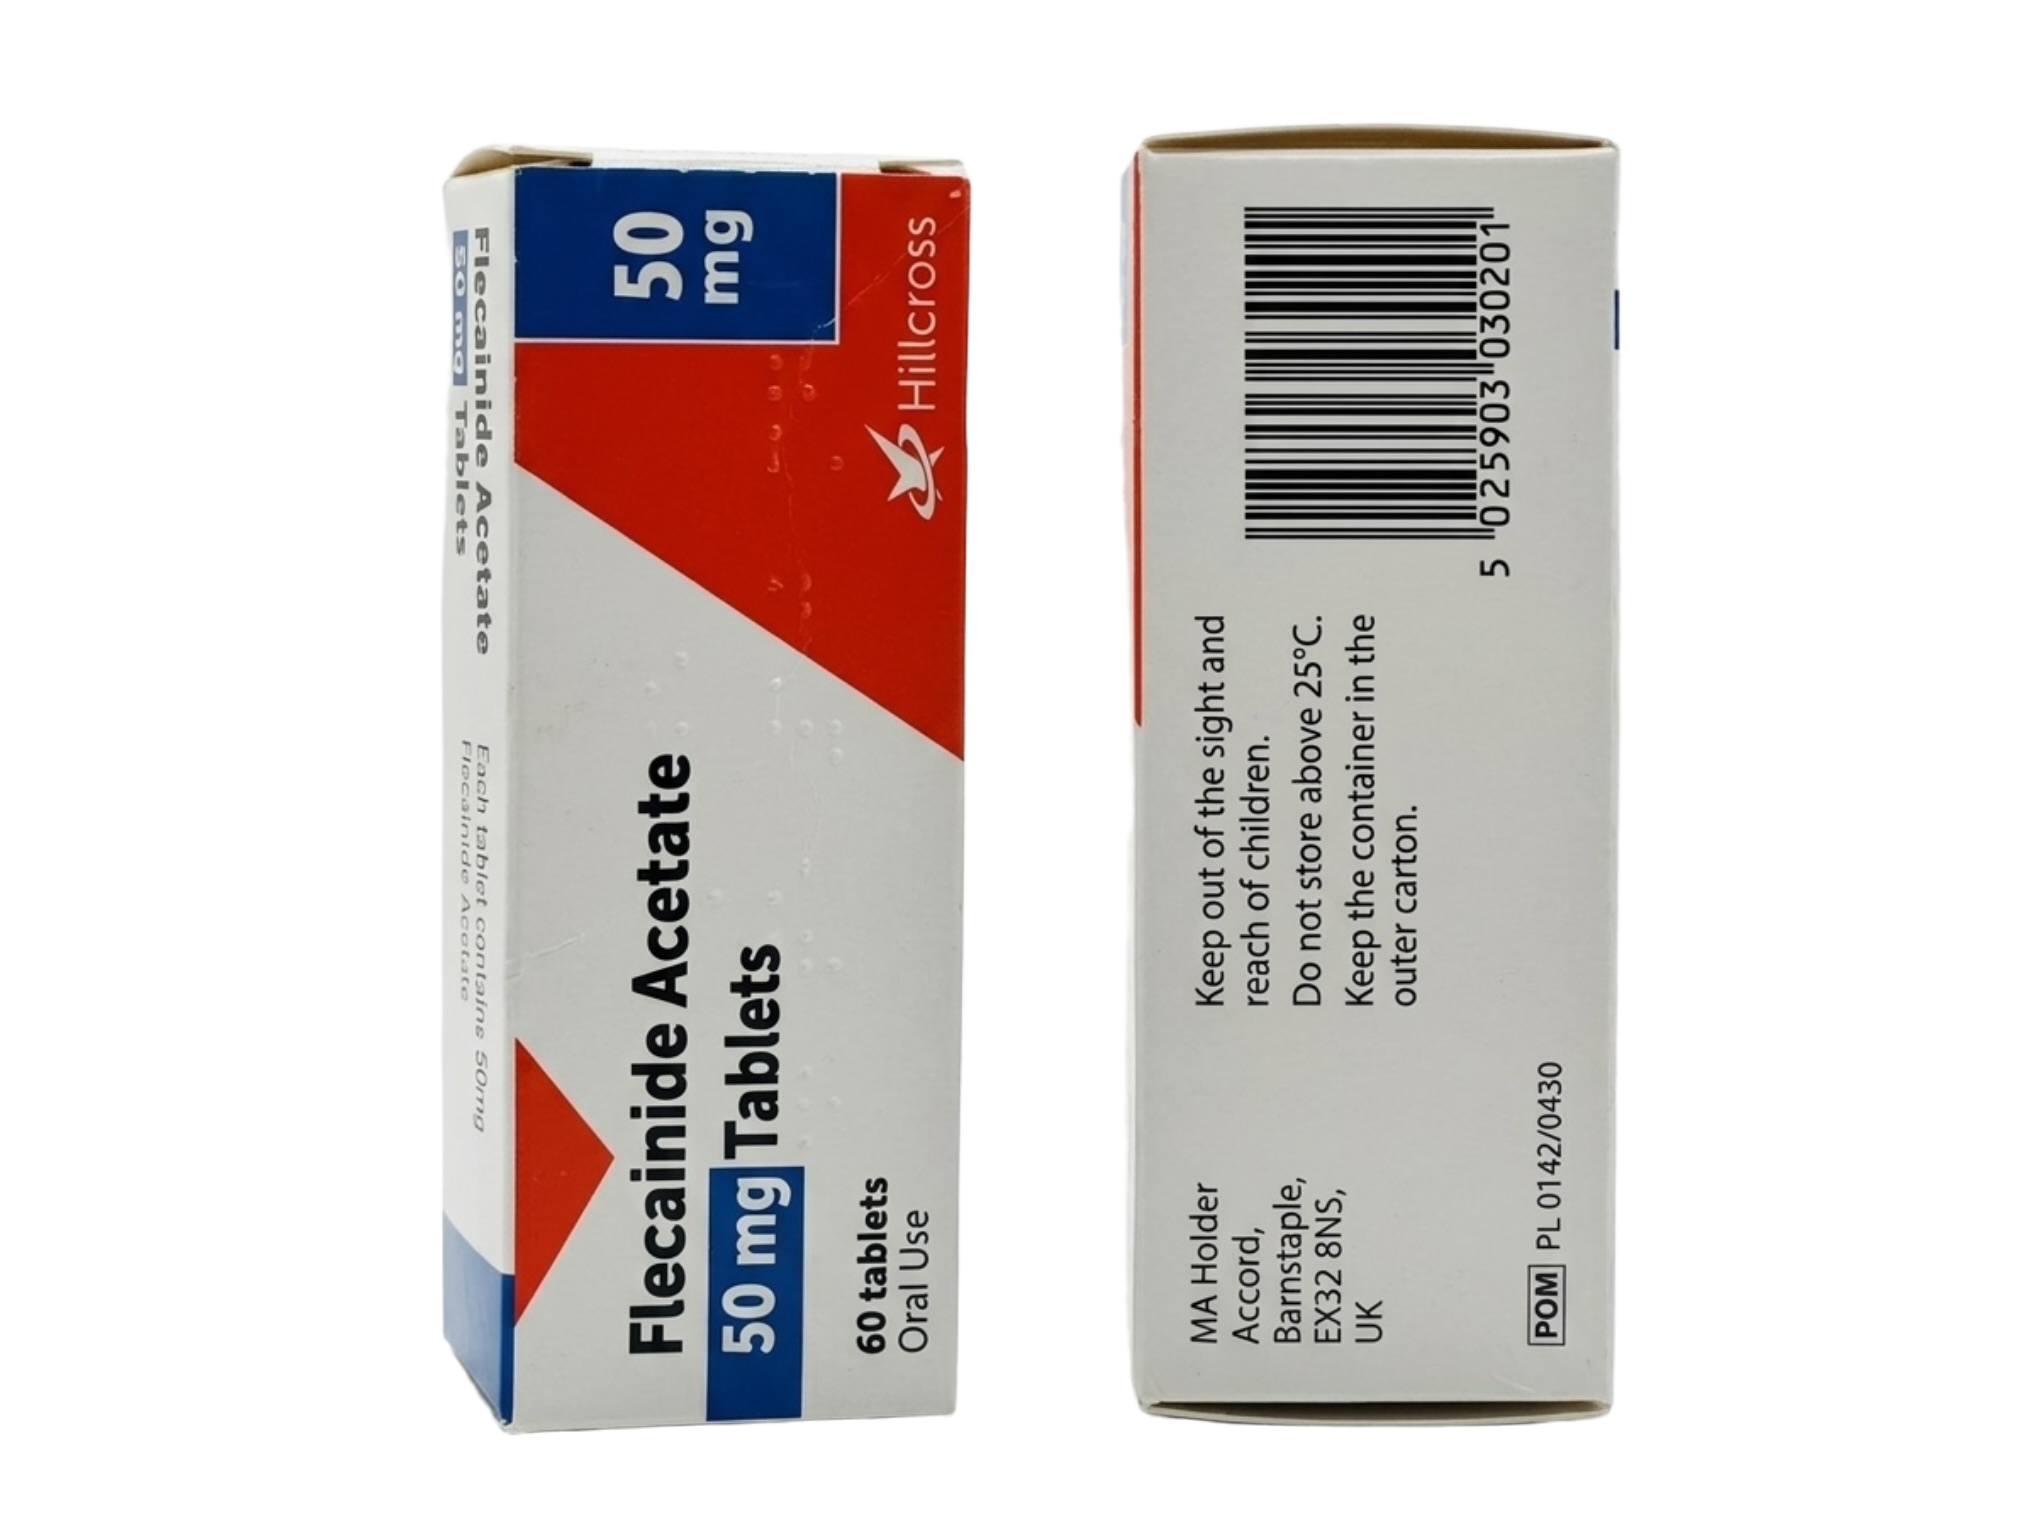 Flecainide Acetate
50 mg Tablets
Each tablet contains 50mg
Flecainide Acetate
50
mg
Hillcross
Flecainide Acetate
50 mg Tablets
60 tablets
Oral Use
5 025903 030201
Keep out of the sight and
reach of children.
Do not store above 25°C.
Keep the container in the
outer carton.
MA Holder
Accord,
Barnstaple,
EX32 8NS,
UK
POM PL 0142/0430